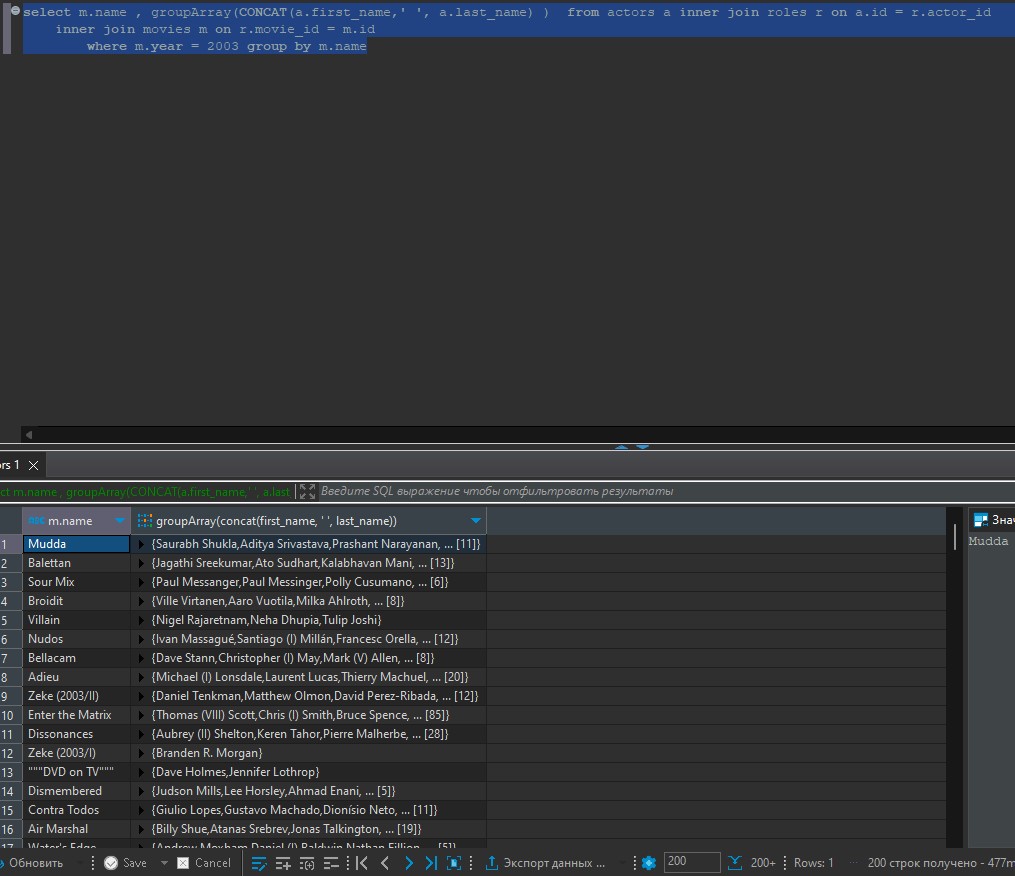 select m.name , groupArray(CONCAT(a.first_name,' ', a.last_name) )  from actors a inner join roles r on a.id = r.actor_id
inner join movies m on r.movie_id = m.id
where m.year = 2003 group by m.name
ors 1
ct m.name , groupArray(CONCAT(a.first_name,' ', a.last Введите SQL выражение чтобы отфильтровать результаты
m.name groupArray(concat(first_name, ' ', last_name)) Знач
1 Mudda {Saurabh Shukla,Aditya Srivastava,Prashant Narayanan, ... [11]} Mudda
2 Balettan {Jagathi Sreekumar,Ato Sudhart,Kalabhavan Mani, ... [13]}
3 Sour Mix {Paul Messanger,Paul Messinger,Polly Cusumano, ... [6]}
4 Broidit {Ville Virtanen,Aaro Vuotila,Milka Ahlroth, ... [8]}
5 Villain {Nigel Rajaretnam,Neha Dhupia,Tulip Joshi}
6 Nudos {Ivan Massagué,Santiago (I) Millán,Francesc Orella, ... [12]}
7 Bellacam {Dave Stann,Christopher (I) May,Mark (V) Allen, ... [8]}
8 Adieu {Michael (I) Lonsdale,Laurent Lucas,Thierry Machuel, ... [20]}
9 Zeke (2003/II) {Daniel Tenkman,Matthew Olmon,David Perez-Ribada, ... [12]}
10 Enter the Matrix {Thomas (VIII) Scott,Chris (I) Smith,Bruce Spence, ... [85]}
11 Dissonances {Aubrey (II) Shelton,Keren Tahor,Pierre Malherbe, ... [28]}
12 Zeke (2003/I) {Branden R. Morgan}
13 """DVD on TV""" {Dave Holmes,Jennifer Lothrop}
14 Dismembered {Judson Mills,Lee Horsley,Ahmad Enani, ... [5]}
15 Contra Todos {Giulio Lopes,Gustavo Machado,Dionísio Neto, ... [11]}
16 Air Marshal {Billy Shue,Atanas Srebrev,Jonas Talkington, ... [19]}
17 Water's Edge {Andrew Moxham,Daniel (I) Baldwin,Nathan Fillion, ... [5]}
Обновить Save Cancel Экспорт данных ... 200 200+ Rows: 1 200 строк получено - 477m